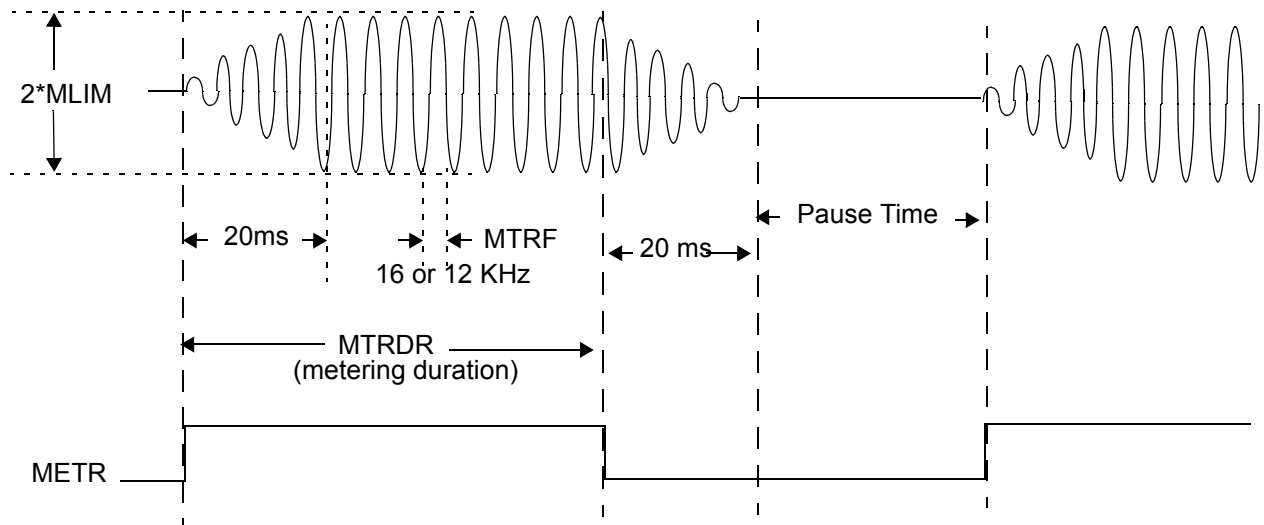 2*MLIM
Pause Time
20ms
MTRF
20 ms
16 or 12 KHz
MTRDR
(metering duration)
METR